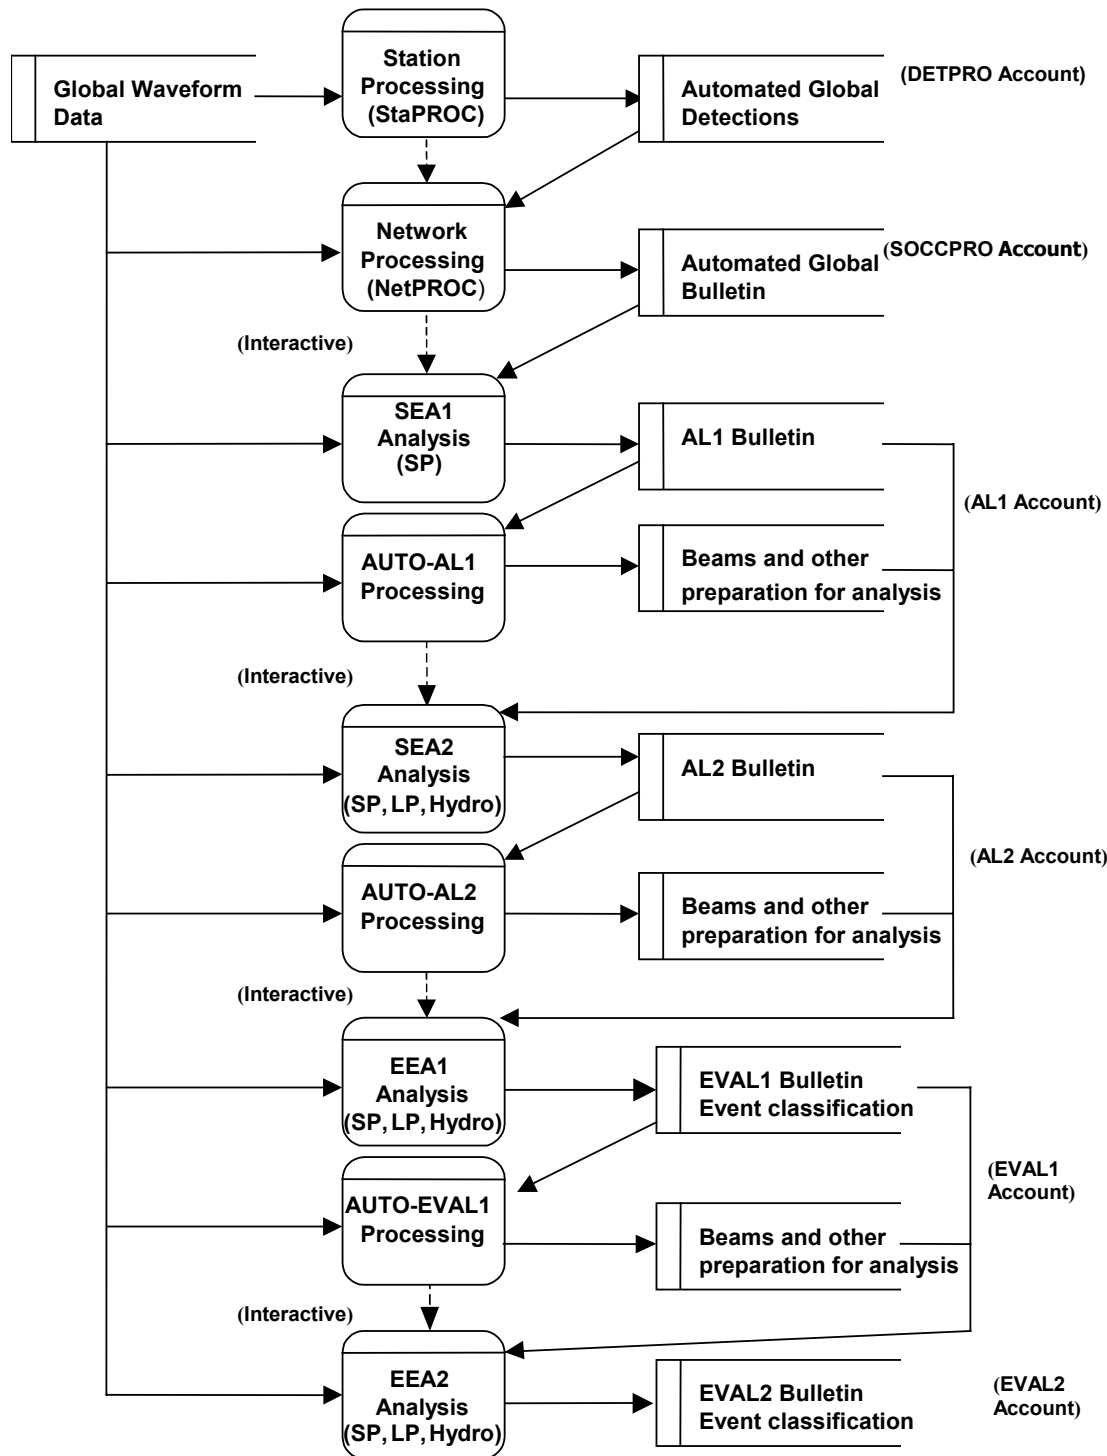 Global Waveform
Data
Station
Processing
(StaPROC)
Automated Global
Detections
(DETPRO Account)
Network
Processing
(NetPROC)
Automated Global
Bulletin
(SOCCPRO Account)
(Interactive)
SEA1
Analysis
(SP)
AL1 Bulletin
(AL1 Account)
AUTO-AL1
Processing
Beams and other
preparation for analysis
(Interactive)
SEA2
Analysis
(SP, LP, Hydro)
AL2 Bulletin
(AL2 Account)
AUTO-AL2
Processing
Beams and other
preparation for analysis
(Interactive)
EEA1
Analysis
(SP, LP, Hydro)
EVAL1 Bulletin
Event classification
(EVAL1
Account)
AUTO-EVAL1
Processing
Beams and other
preparation for analysis
(Interactive)
EEA2
Analysis
(SP, LP, Hydro)
EVAL2 Bulletin
Event classification
(EVAL2
Account)